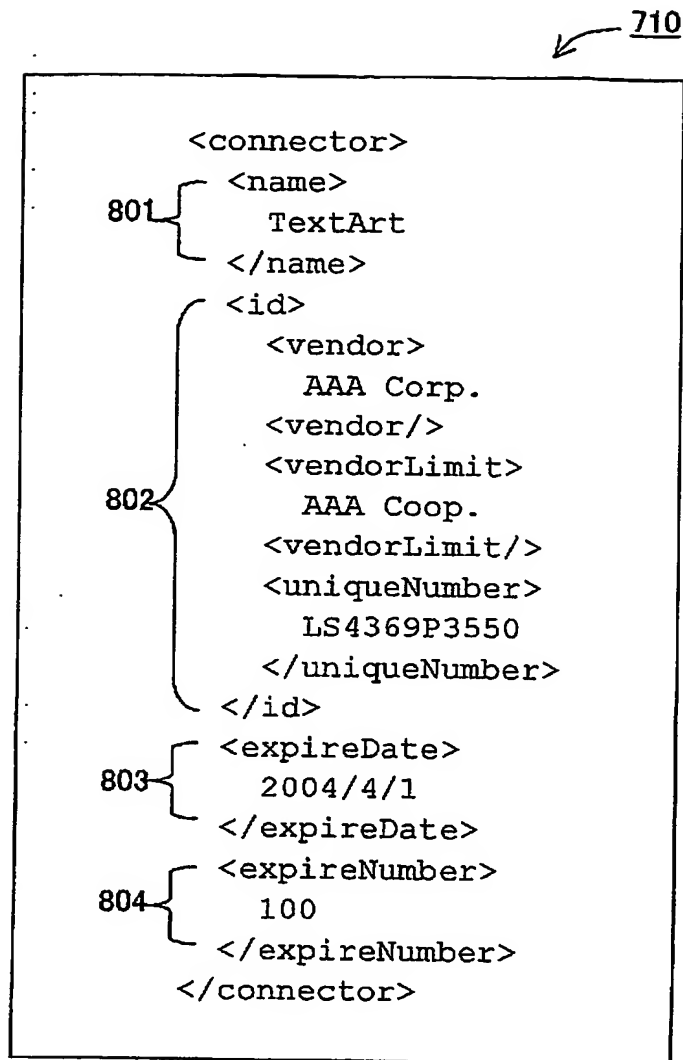 710
<connector>
801
<name>
TextArt
</name>
802
<id>
<vendor>
AAA Corp.
<vendor/>
<vendorLimit>
AAA Coop.
<vendorLimit/>
<uniqueNumber>
LS4369P3550
</uniqueNumber>
</id>
803
<expireDate>
2004/4/1
</expireDate>
804
<expireNumber>
100
</expireNumber>
</connector>